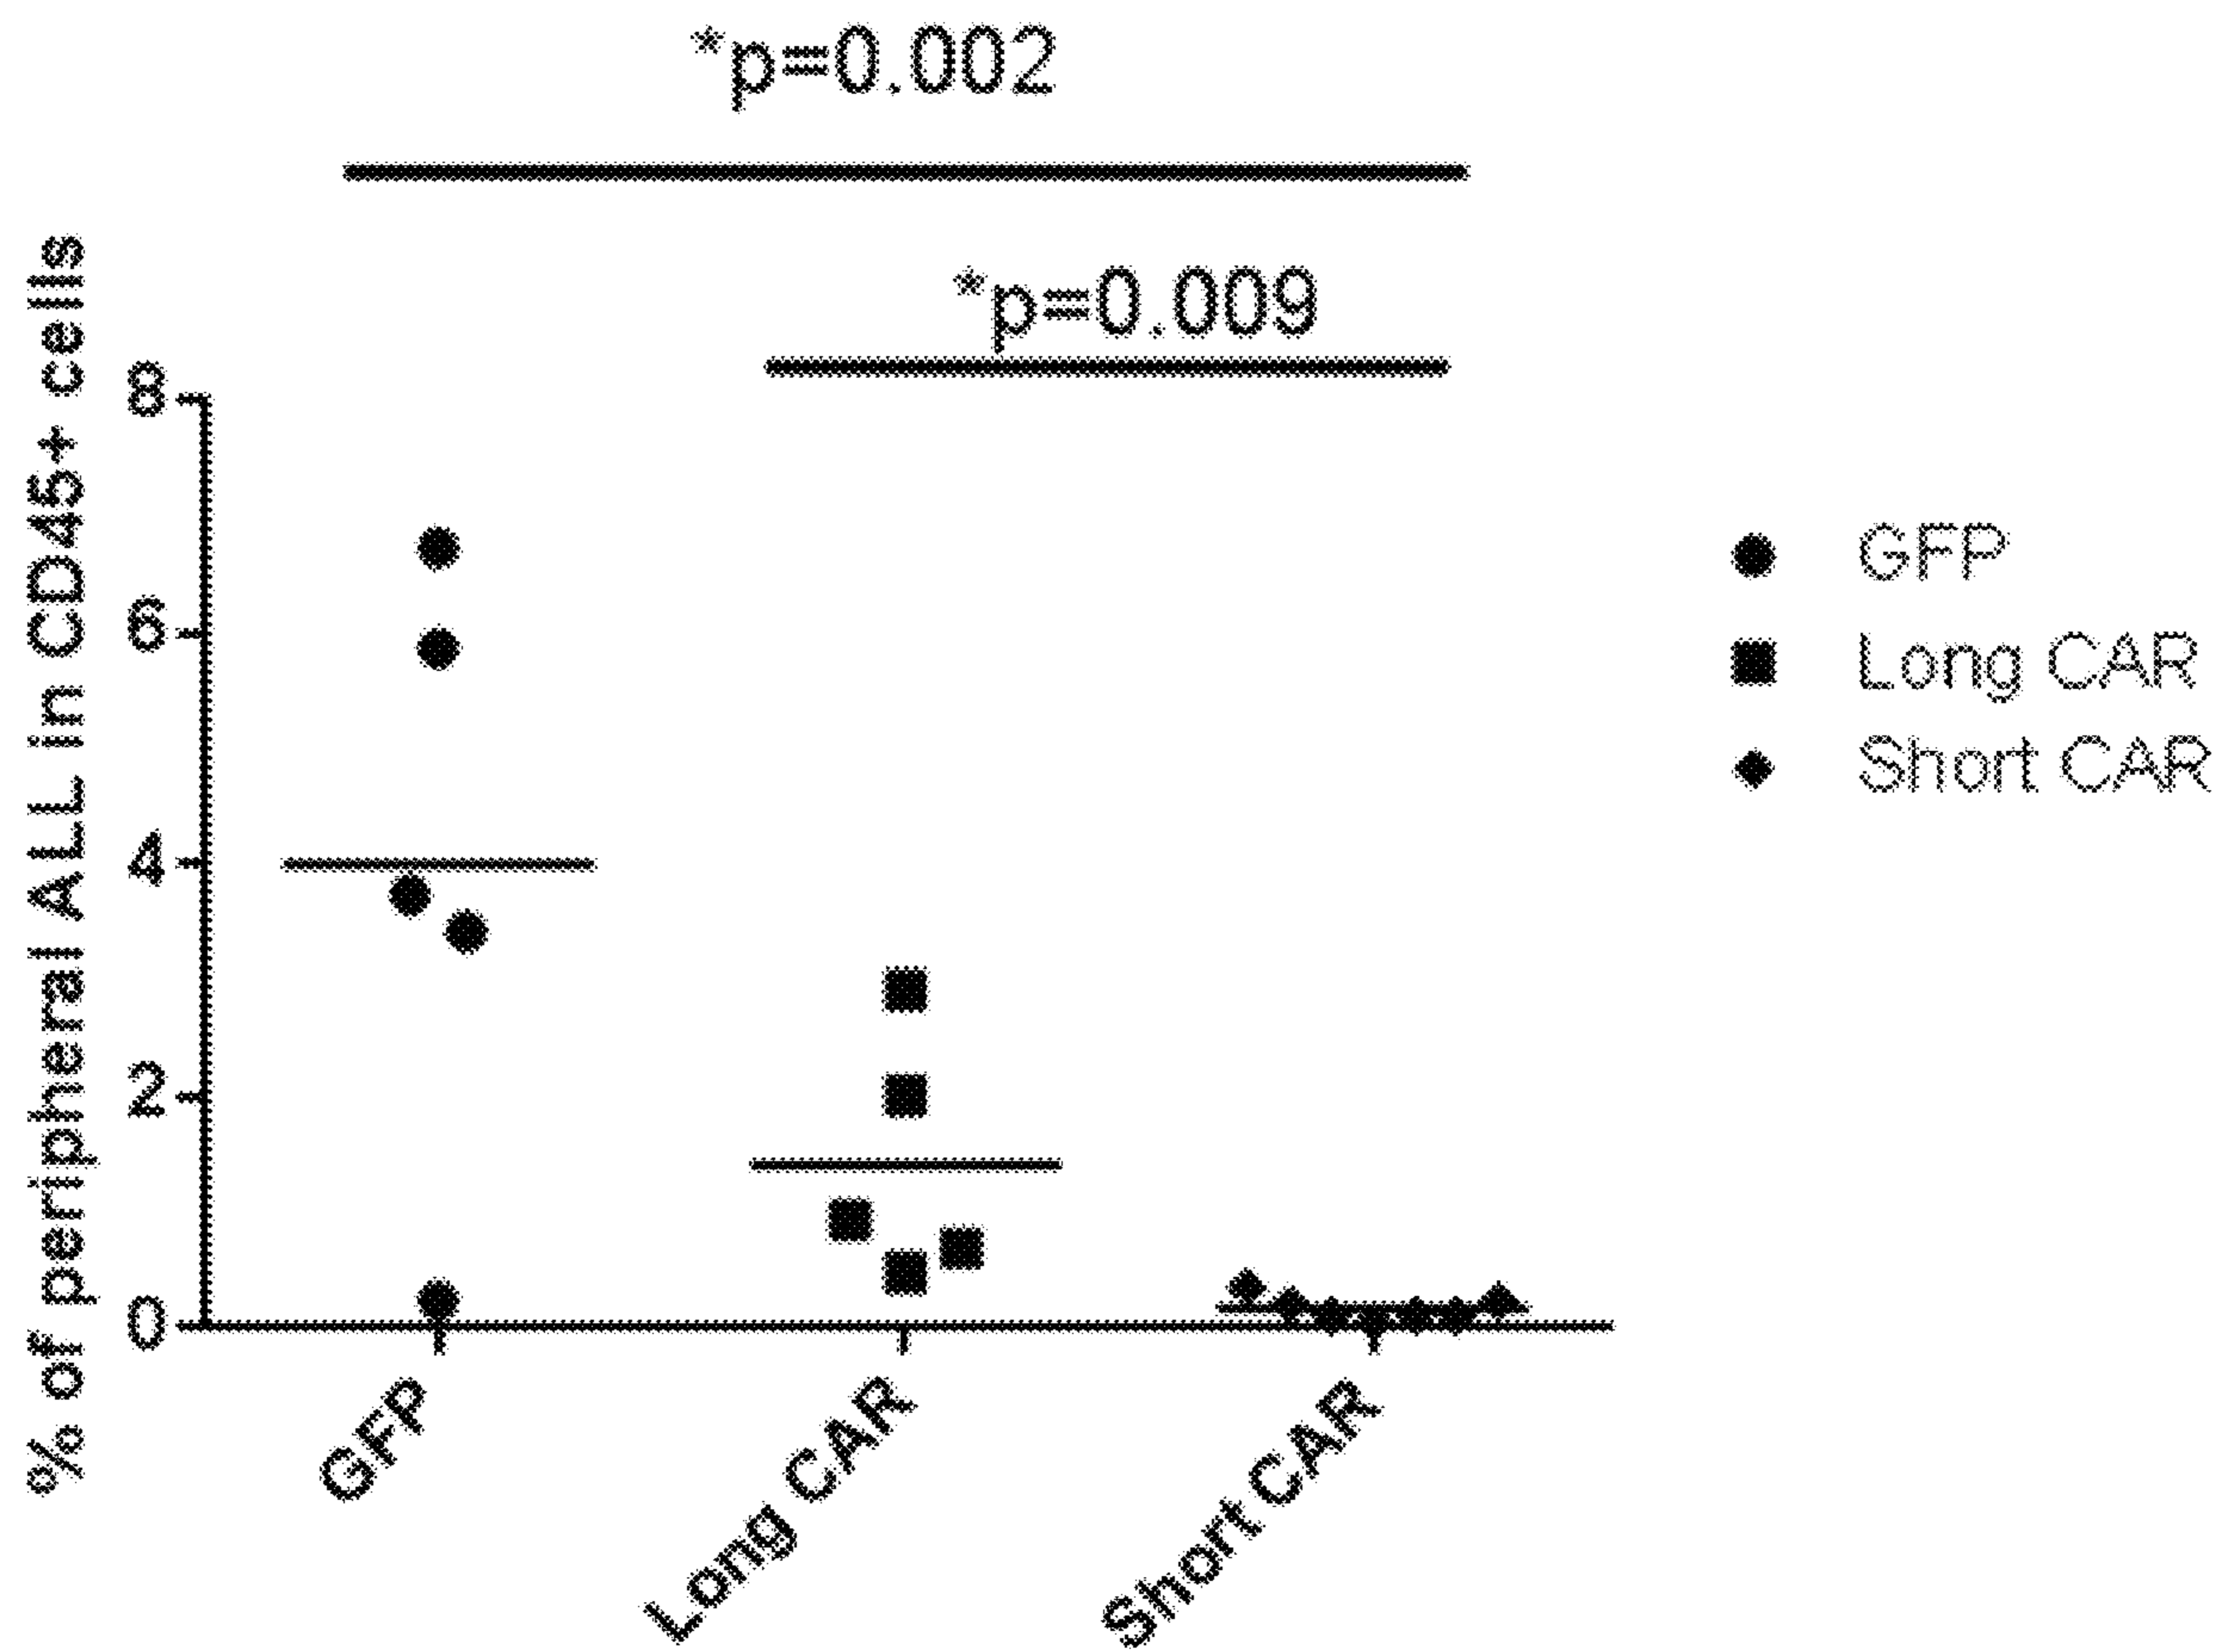 *p=0.002
*p=0.009
% of peripheral ALL in CD45+ cells
8
6
4
2
0
GFP
Long CAR
Short CAR
GFP
Long CAR
Short CAR